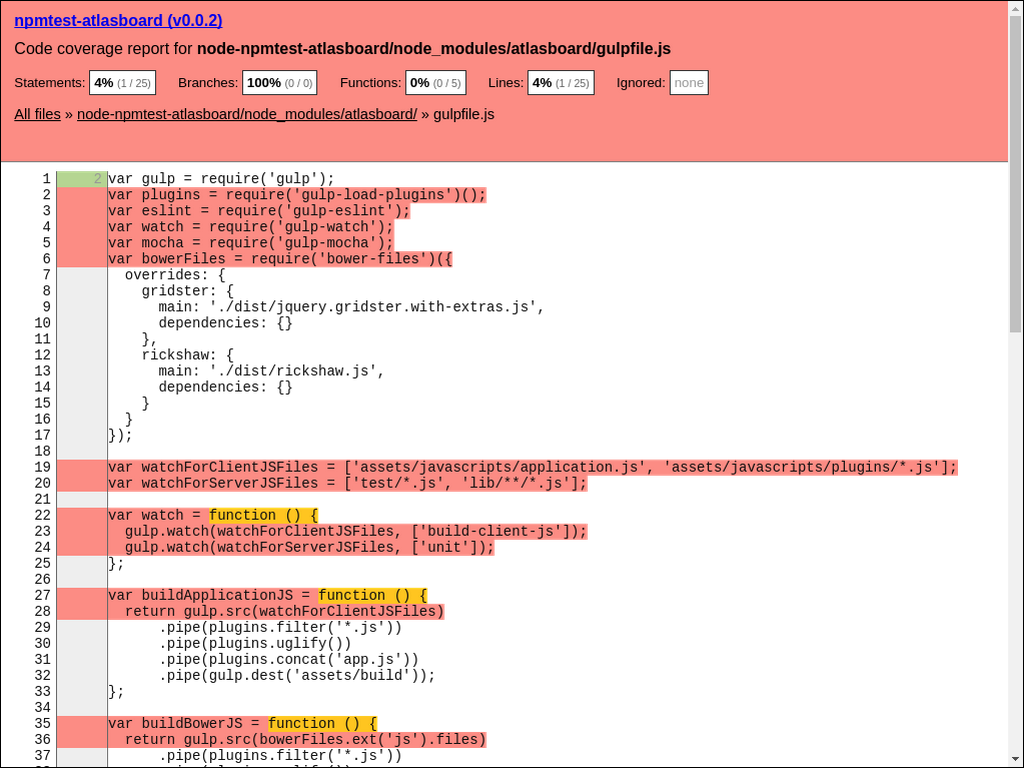 npmtest-atlasboard (v0.0.2)
Code coverage report for node-npmtest-atlasboard/node_modules/atlasboard/gulpfile.js
Statements: 4% (1 / 25) Branches: 100% (0 / 0) Functions: 0% (0 / 5) Lines: 4% (1 / 25) Ignored: none
All files » node-npmtest-atlasboard/node_modules/atlasboard/ » gulpfile.js
1 2 var gulp = require('gulp');
2 var plugins = require('gulp-load-plugins')();
3 var eslint = require('gulp-eslint');
4 var watch = require('gulp-watch');
5 var mocha = require('gulp-mocha');
6 var bowerFiles = require('bower-files')({
7 overrides: {
8 gridster: {
9 main: './dist/jquery.gridster.with-extras.js',
10 dependencies: {}
11 },
12 rickshaw: {
13 main: './dist/rickshaw.js',
14 dependencies: {}
15 }
16 }
17 });
18
19 var watchForClientJSFiles = ['assets/javascripts/application.js', 'assets/javascripts/plugins/*.js'];
20 var watchForServerJSFiles = ['test/*.js', 'lib/**/*.js'];
21
22 var watch = function () {
23 gulp.watch(watchForClientJSFiles, ['build-client-js']);
24 gulp.watch(watchForServerJSFiles, ['unit']);
25 };
26
27 var buildApplicationJS = function () {
28 return gulp.src(watchForClientJSFiles)
29 .pipe(plugins.filter('*.js'))
30 .pipe(plugins.uglify())
31 .pipe(plugins.concat('app.js'))
32 .pipe(gulp.dest('assets/build'));
33 };
34
35 var buildBowerJS = function () {
36 return gulp.src(bowerFiles.ext('js').files)
37 .pipe(plugins.filter('*.js'))